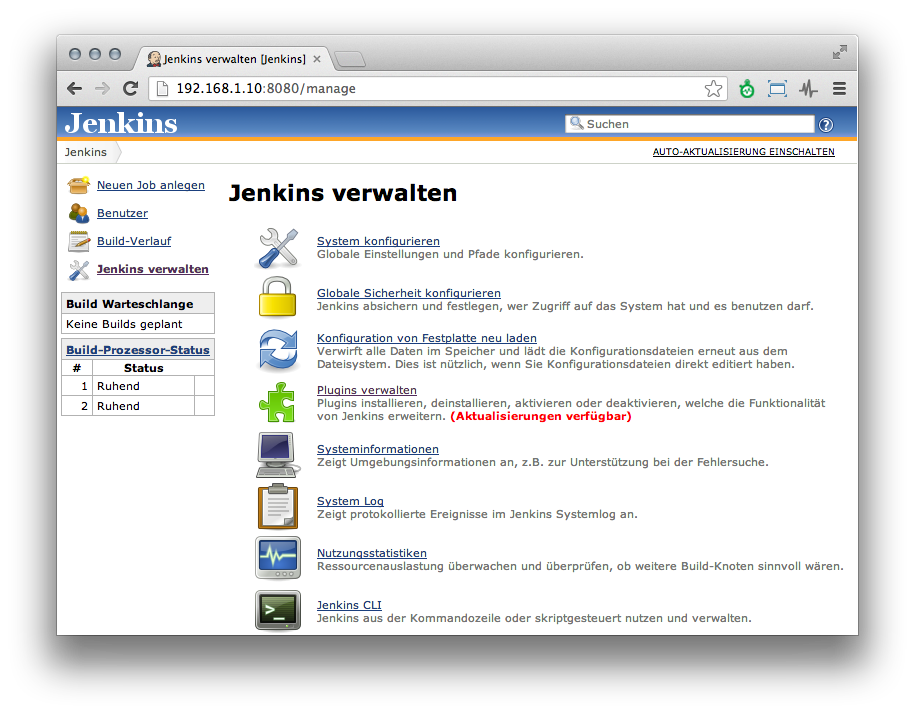 Jenkins verwalten [Jenkins]
192.168.1.10:8080/manage
Jenkins
Suchen
Jenkins
AUTO-AKTUALISIERUNG EINSCHALTEN
Neuen Job anlegen
Benutzer
Build-Verlauf
Jenkins verwalten
Build Warteschlange
Keine Builds geplant
Build-Prozessor-Status
# Status
1 Ruhend
2 Ruhend
Jenkins verwalten
System konfigurieren
Globale Einstellungen und Pfade konfigurieren.
Globale Sicherheit konfigurieren
Jenkins absichern und festlegen, wer Zugriff auf das System hat und es benutzen darf.
Konfiguration von Festplatte neu laden
Verwirft alle Daten im Speicher und lädt die Konfigurationsdateien erneut aus dem
Dateisystem. Dies ist nützlich, wenn Sie Konfigurationsdateien direkt editiert haben.
Plugins verwalten
Plugins installieren, deinstallieren, aktivieren oder deaktivieren, welche die Funktionalität
von Jenkins erweitern. (Aktualisierungen verfügbar)
Systeminformationen
Zeigt Umgebungsinformationen an, z.B. zur Unterstützung bei der Fehlersuche.
System Log
Zeigt protokollierte Ereignisse im Jenkins Systemlog an.
Nutzungsstatistiken
Ressourcenauslastung überwachen und überprüfen, ob weitere Build-Knoten sinnvoll wären.
Jenkins CLI
Jenkins aus der Kommandozeile oder skriptgesteuert nutzen und verwalten.